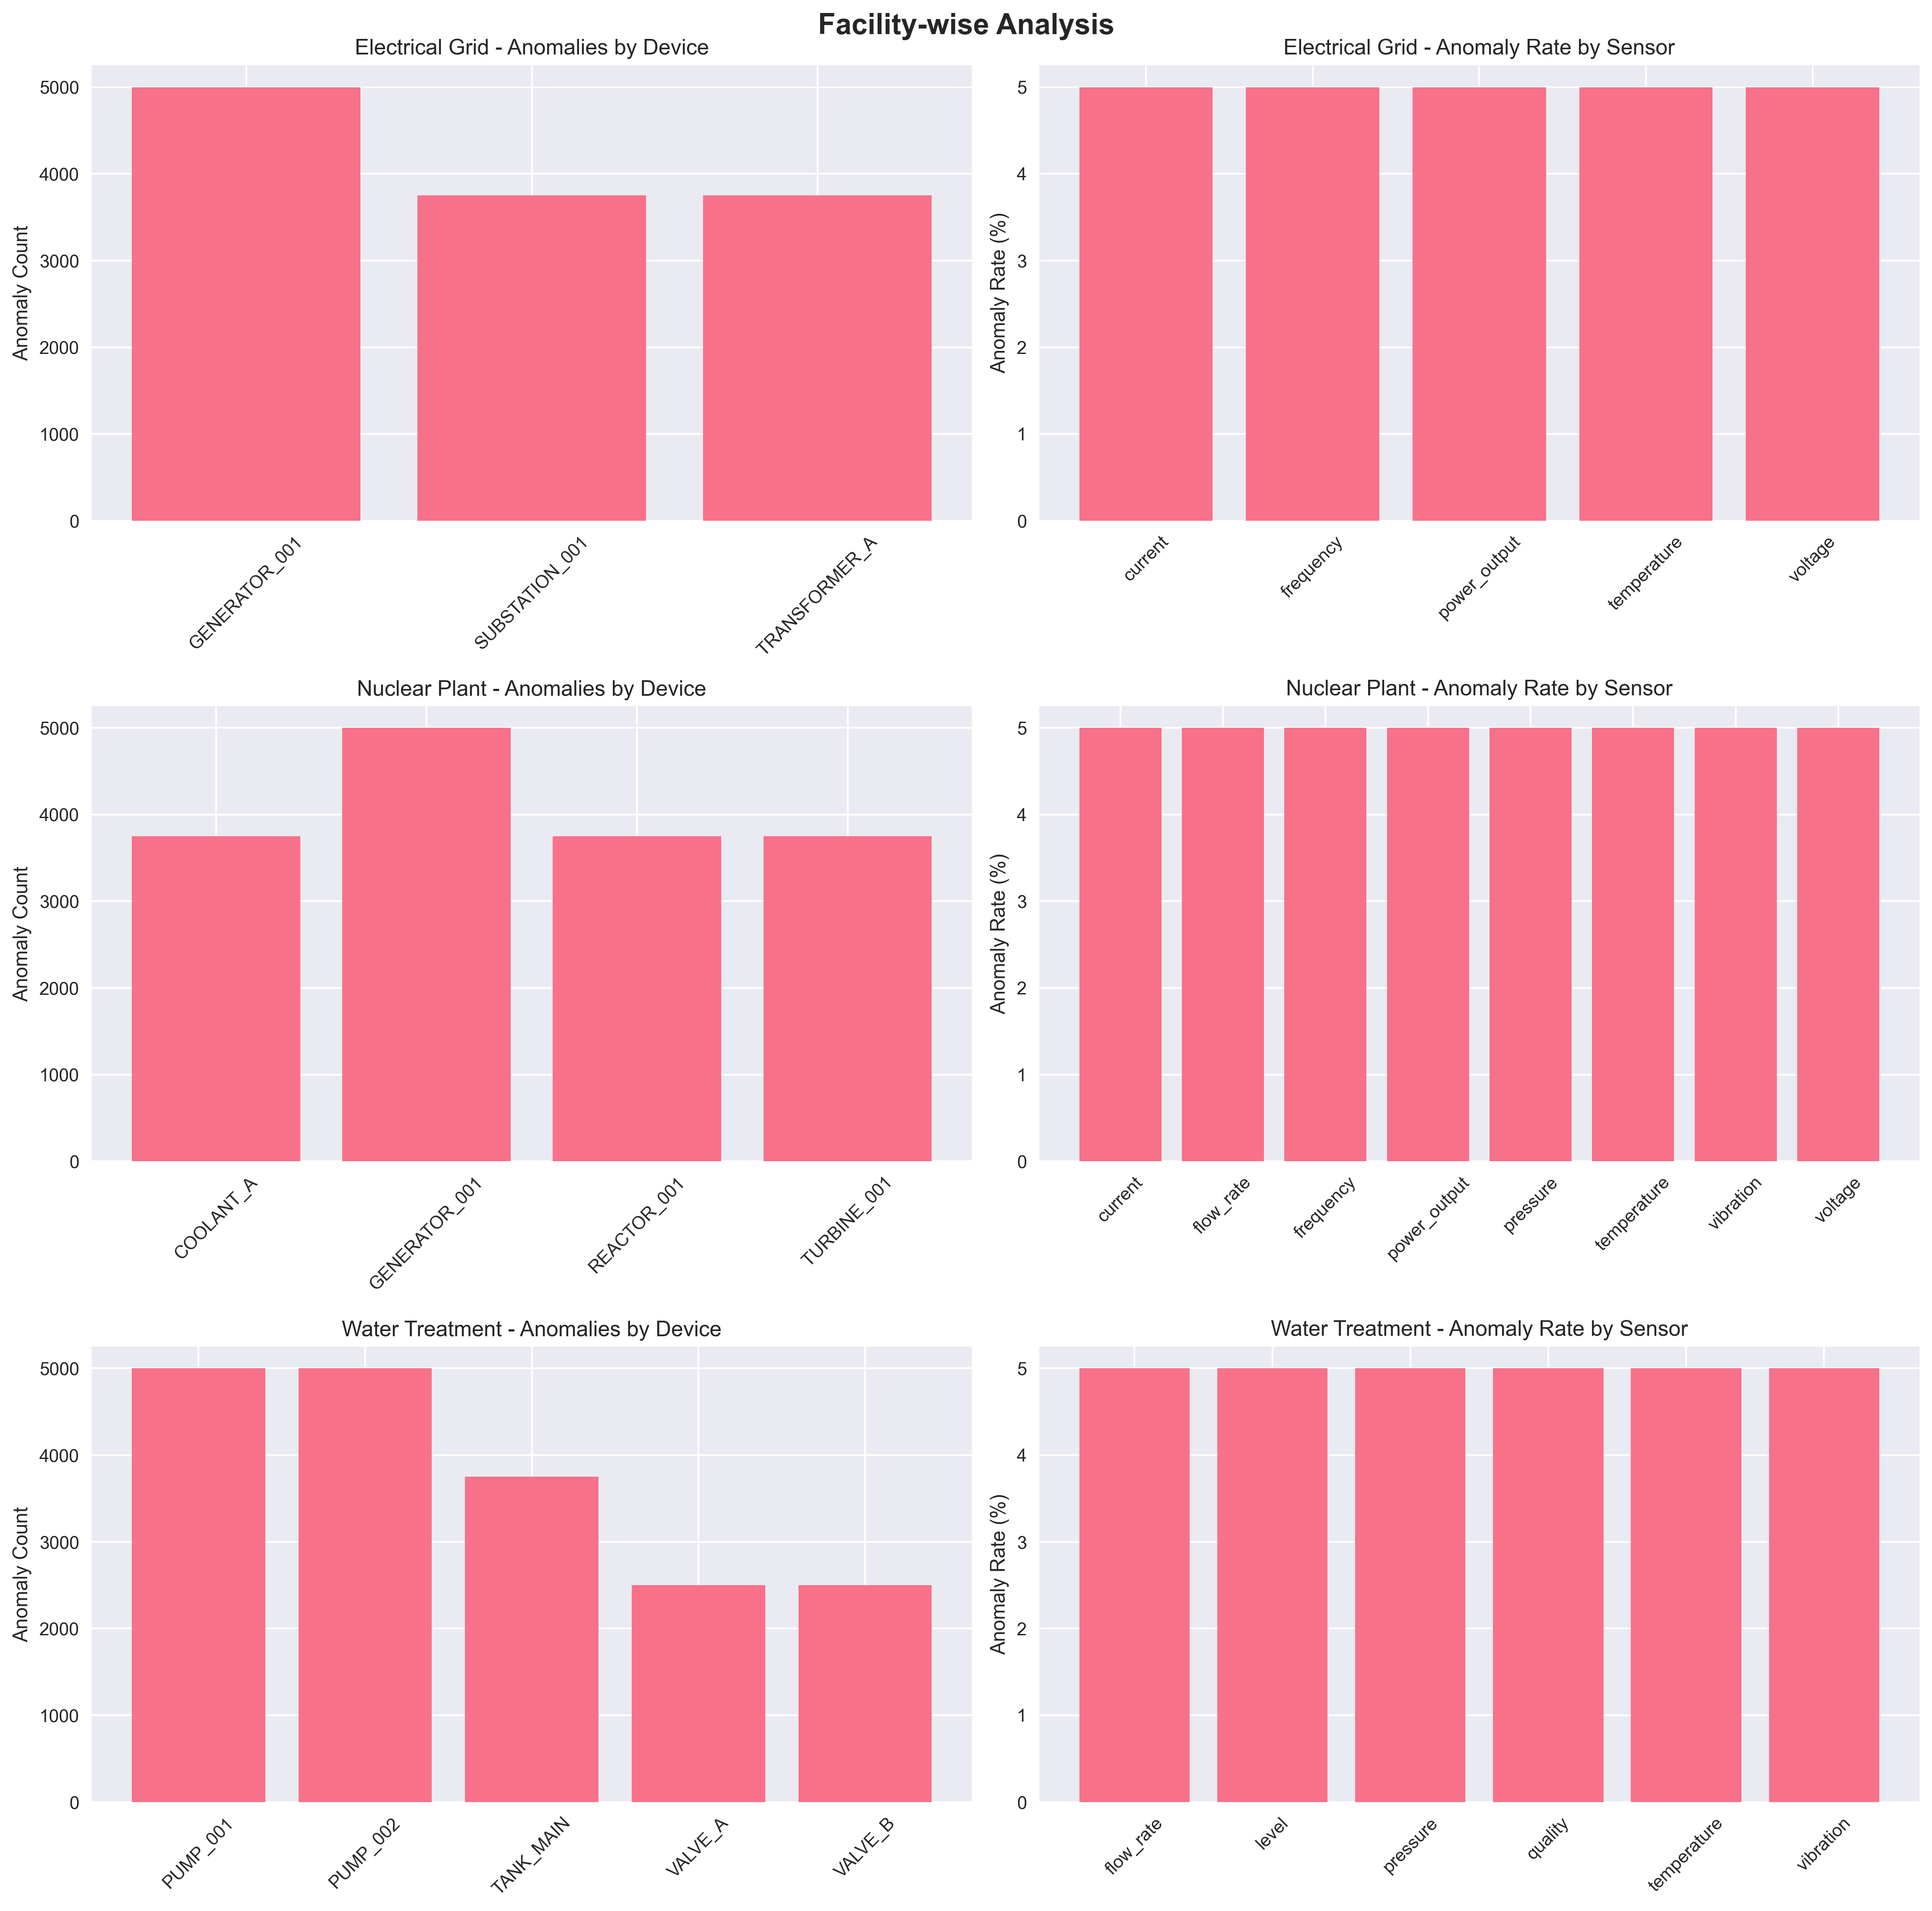 Facility-wise Analysis
Electrical Grid - Anomalies by Device
Anomaly Count
5000
4000
3000
2000
1000
0
GENERATOR_001
SUBSTATION_001
TRANSFORMER_A
Electrical Grid - Anomaly Rate by Sensor
Anomaly Rate (%)
5
4
3
2
1
0
current
frequency
power_output
temperature
voltage
Nuclear Plant - Anomalies by Device
Anomaly Count
5000
4000
3000
2000
1000
0
COOLANT_A
GENERATOR_001
REACTOR_001
TURBINE_001
Nuclear Plant - Anomaly Rate by Sensor
Anomaly Rate (%)
5
4
3
2
1
0
current
flow_rate
frequency
power_output
pressure
temperature
vibration
voltage
Water Treatment - Anomalies by Device
Anomaly Count
5000
4000
3000
2000
1000
0
PUMP_001
PUMP_002
TANK_MAIN
VALVE_A
VALVE_B
Water Treatment - Anomaly Rate by Sensor
Anomaly Rate (%)
5
4
3
2
1
0
flow_rate
level
pressure
quality
temperature
vibration